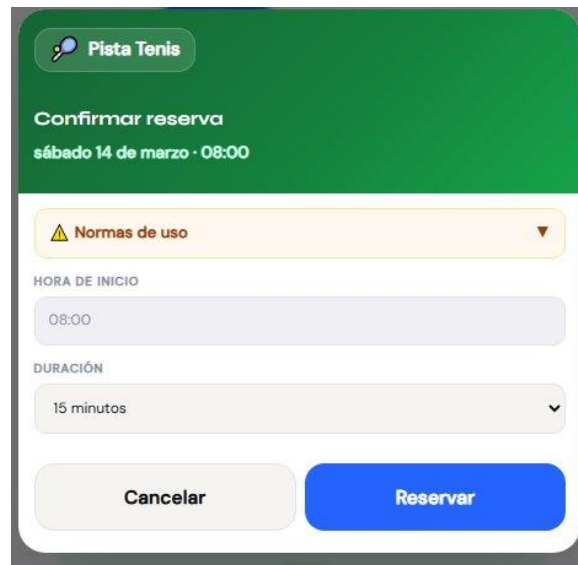 Pista Tenis
Confirmar reserva
sábado 14 de marzo · 08:00
Normas de uso
▼
HORA DE INICIO
08:00
DURACIÓN
15 minutos
Cancelar
Reservar